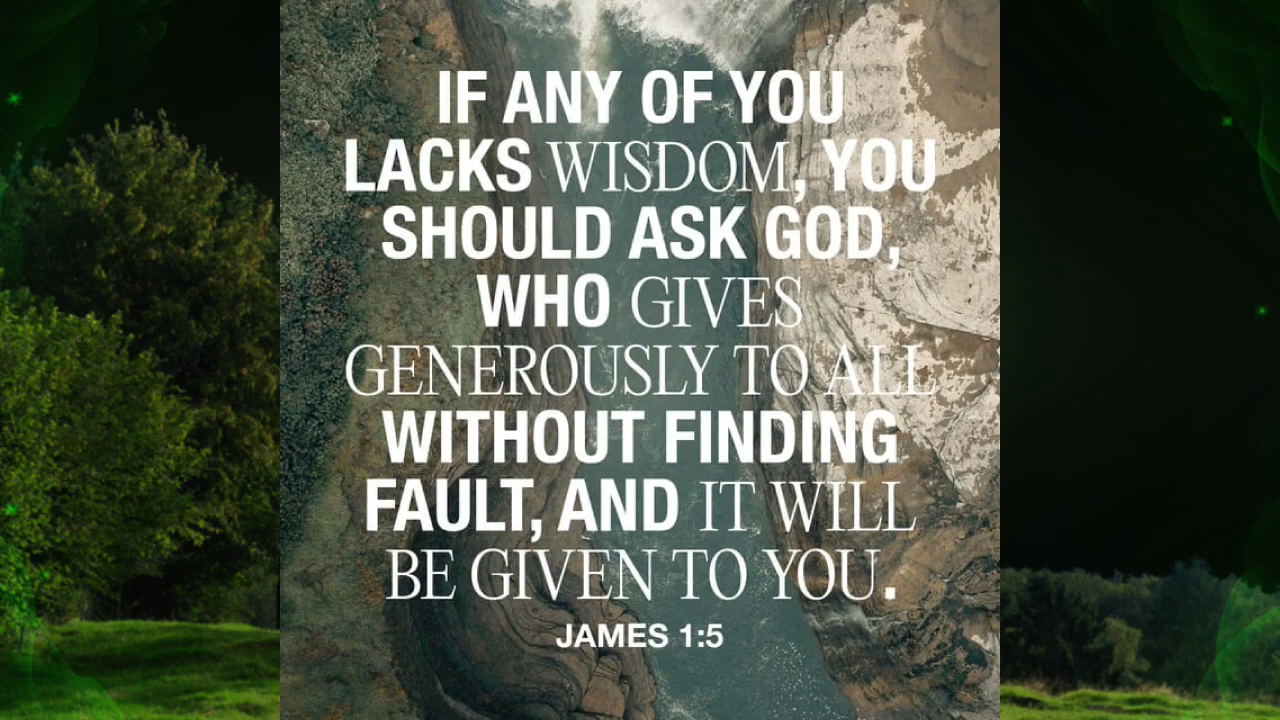 IF ANY OF YOU
LACKS WISDOM, YOU
SHOULD ASK GOD,
WHO GIVES
GENEROUSLY TO ALL
WITHOUT FINDING
FAULT, AND IT WILL
BE GIVEN TO YOU.
JAMES 1:5